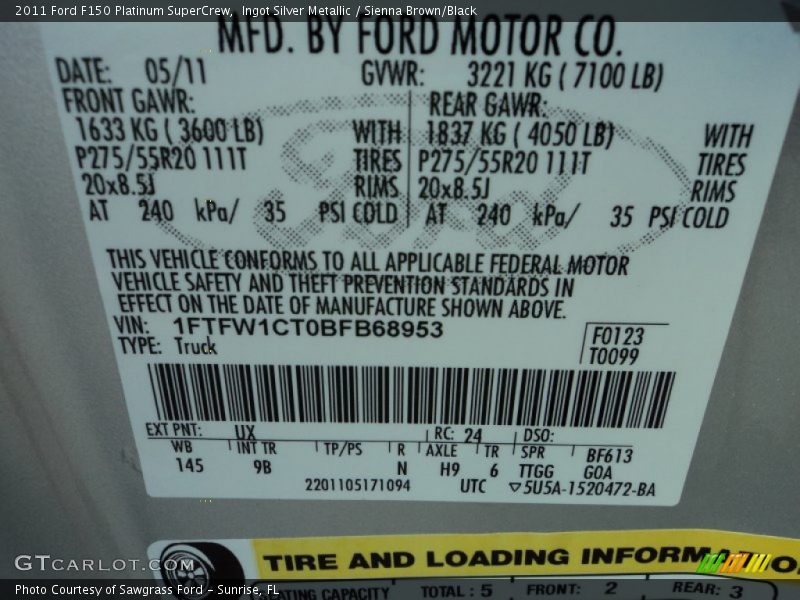 2011 Ford F150 Platinum SuperCrew,  Ingot Silver Metallic / Sienna Brown/Black
MFD. BY FORD MOTOR CO.
DATE: 05/11 GVWR: 3221 KG ( 7100 LB)
FRONT GAWR: REAR GAWR:
1633 KG ( 3600 LB) WITH 1837 KG ( 4050 LB) WITH
P275/55R20 111T TIRES P275/55R20 111T TIRES
20x8.5J RIMS 20x8.5J RIMS
AT 240 kPa/ 35 PSI COLD AT 240 kPa/ 35 PSI COLD
Ford
THIS VEHICLE CONFORMS TO ALL APPLICABLE FEDERAL MOTOR
VEHICLE SAFETY AND THEFT PREVENTION STANDARDS IN
EFFECT ON THE DATE OF MANUFACTURE SHOWN ABOVE.
VIN: 1FTFW1CT0BFB68953
TYPE: Truck
F0123
T0099
EXT PNT: UX RC: 24 DSO:
WB INT TR TP/PS R AXLE TR SPR BF613
145 9B N H9 6 TTGG G0A
2201105171094 UTC ▽5U5A-1520472-BA
TIRE AND LOADING INFORMATIO
SEATING CAPACITY TOTAL : 5 FRONT: 2 REAR: 3
GTCARLOT.COM
Photo Courtesy of Sawgrass Ford - Sunrise, FL